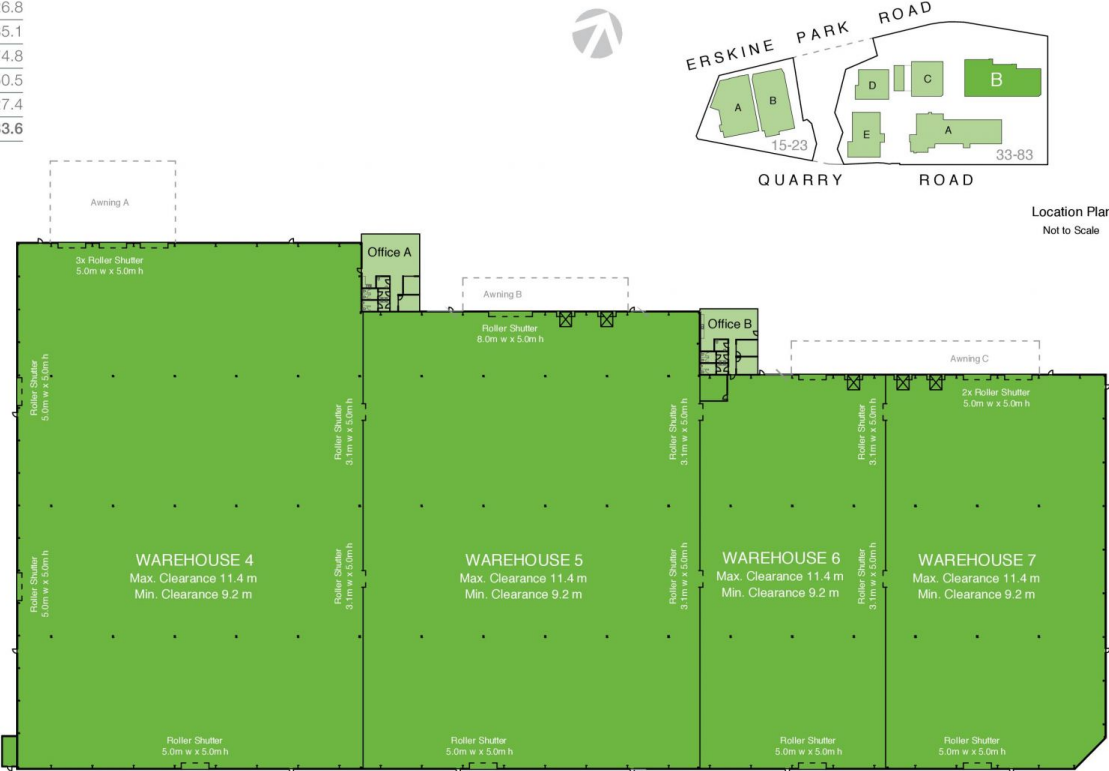 6.8
5.1
4.8
0.5
7.4
3.6
ERSKINE PARK ROAD
A
B
D
C
B
E
A
15-23
33-83
QUARRY ROAD
Location Plan
Not to Scale
Awning A
3x Roller Shutter
5.0m w x 5.0m h
Office A
Awning B
Roller Shutter
8.0m w x 5.0m h
Office B
Awning C
2x Roller Shutter
5.0m w x 5.0m h
Roller Shutter
5.0m w x 5.0m h
Roller Shutter
3.1m w x 5.0m h
Roller Shutter
3.1m w x 5.0m h
Roller Shutter
3.1m w x 5.0m h
WAREHOUSE 4
Max. Clearance 11.4 m
Min. Clearance 9.2 m
WAREHOUSE 5
Max. Clearance 11.4 m
Min. Clearance 9.2 m
WAREHOUSE 6
Max. Clearance 11.4 m
Min. Clearance 9.2 m
WAREHOUSE 7
Max. Clearance 11.4 m
Min. Clearance 9.2 m
Roller Shutter
5.0m w x 5.0m h
Roller Shutter
3.1m w x 5.0m h
Roller Shutter
3.1m w x 5.0m h
Roller Shutter
3.1m w x 5.0m h
Roller Shutter
5.0m w x 5.0m h
Roller Shutter
5.0m w x 5.0m h
Roller Shutter
5.0m w x 5.0m h
Roller Shutter
5.0m w x 5.0m h